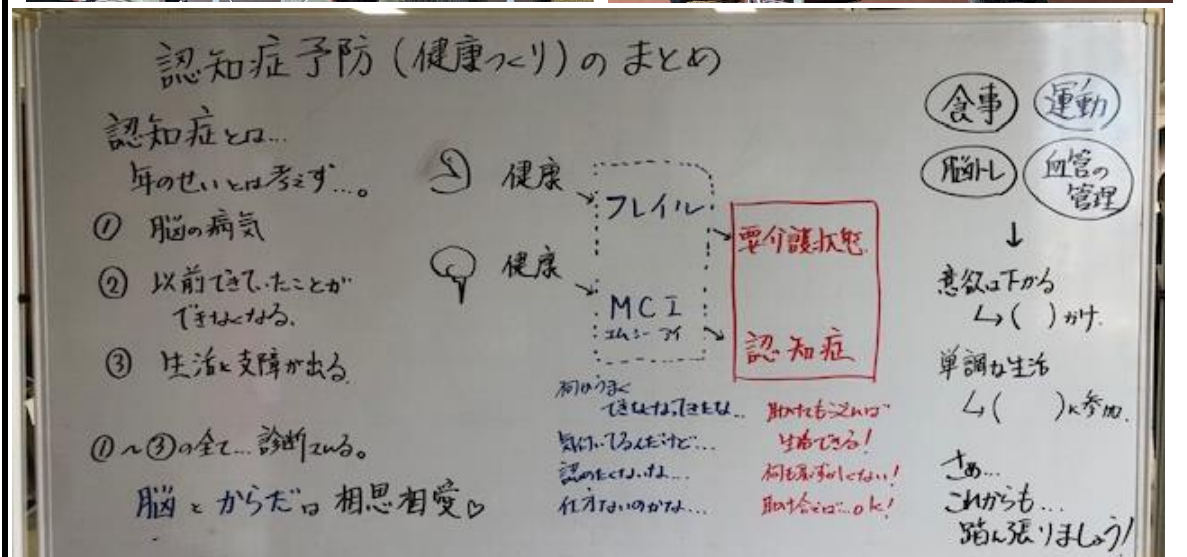 認知症予防（健康づくり）のまとめ
認知症とは…
年のせいとは考えず…。
① 脳の病気
② 以前できていたことが
できなくなる。
③ 生活に支障が出る。
①〜③の全て…診断される。
脳とからだは相思相愛♡
健康
健康
フレイル
MCI
エムシーアイ
要介護状態
認知症
何かうまく
できなくなってきたな…
気付いてるんだけど…
認めたくないな…
仕方ないのかな…
助けてもらえれば
生活できる！
何も恥ずかしくない！
助け合えば…ok！
食事
運動
脳トレ
血管の
管理
↓
意欲は下がる
↳（ ）かけ.
単調な生活
↳（ ）に参加.
さぁ…
これからも…
踏ん張りましょう！